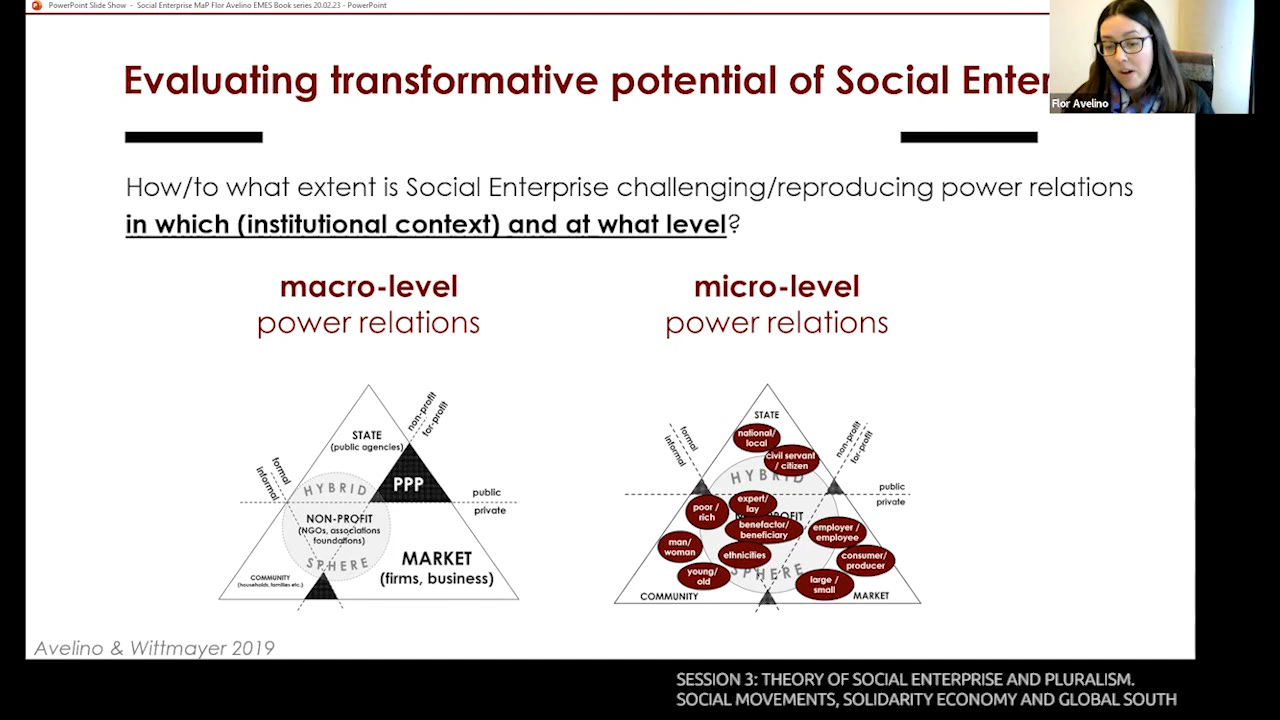 PowerPoint Slide Show - Social Enterprise MaP Flor Avelino EMES Book series 20.02.23 - PowerPoint
Evaluating transformative potential of Social Enter
Flor Avelino
How/to what extent is Social Enterprise challenging/reproducing power relations
in which (institutional context) and at what level?
macro-level
power relations
STATE
(public agencies)
non-profit
for-profit
formal
informal
PPP
HYBRID
public
private
NON-PROFIT
(NGOs, associations
foundations)
SPHERE
MARKET
(firms, business)
COMMUNITY
(households, families etc.)
micro-level
power relations
STATE
national/
local
civil servant
/ citizen
formal
informal
non-profit
for-profit
HYBRID
public
private
poor /
rich
expert/
lay
benefactor/
beneficiary
employer /
employee
man/
woman
ethnicities
consumer/
producer
young/
old
SPHERE
large /
small
COMMUNITY
MARKET
Avelino & Wittmayer 2019
SESSION 3: THEORY OF SOCIAL ENTERPRISE AND PLURALISM.
SOCIAL MOVEMENTS, SOLIDARITY ECONOMY AND GLOBAL SOUTH